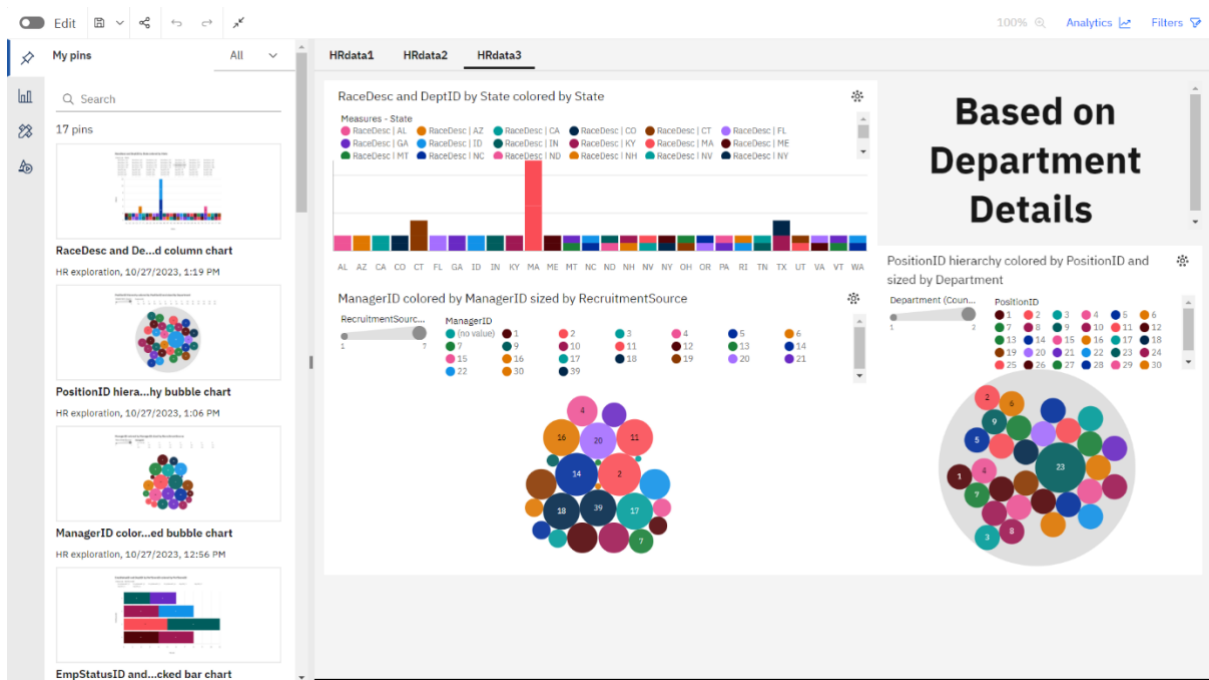 Edit
100%
Analytics
Filters
My pins
All
Search
17 pins
RaceDesc and De...d column chart
HR exploration, 10/27/2023, 1:19 PM
PositionID hiera...hy bubble chart
HR exploration, 10/27/2023, 1:06 PM
ManagerID color...ed bubble chart
HR exploration, 10/27/2023, 12:56 PM
EmpStatusID and...cked bar chart
HRdata1 HRdata2 HRdata3
RaceDesc and DeptID by State colored by State
Measures - State
RaceDesc | AL RaceDesc | AZ RaceDesc | CA RaceDesc | CO RaceDesc | CT RaceDesc | FL
RaceDesc | GA RaceDesc | ID RaceDesc | IN RaceDesc | KY RaceDesc | MA RaceDesc | ME
RaceDesc | MT RaceDesc | NC RaceDesc | ND RaceDesc | NH RaceDesc | NV RaceDesc | NY
AL AZ CA CO CT FL GA ID IN KY MA ME MT NC ND NH NV NY OH OR PA RI TN TX UT VA VT WA
ManagerID colored by ManagerID sized by RecruitmentSource
RecruitmentSourc...
1 7
ManagerID
(no value) 1 2 3 4 5 6
7 9 10 11 12 13 14
15 16 17 18 19 20 21
22 30 39
4
16 20 11
14 2
18 39 17
7
Based on
Department
Details
PositionID hierarchy colored by PositionID and
sized by Department
Department (Coun...
1 2
PositionID
1 2 3 4 5 6
7 8 9 10 11 12
13 14 15 16 17 18
19 20 21 22 23 24
25 26 27 28 29 30
2
6
9
5
23
4
1
7
8
3